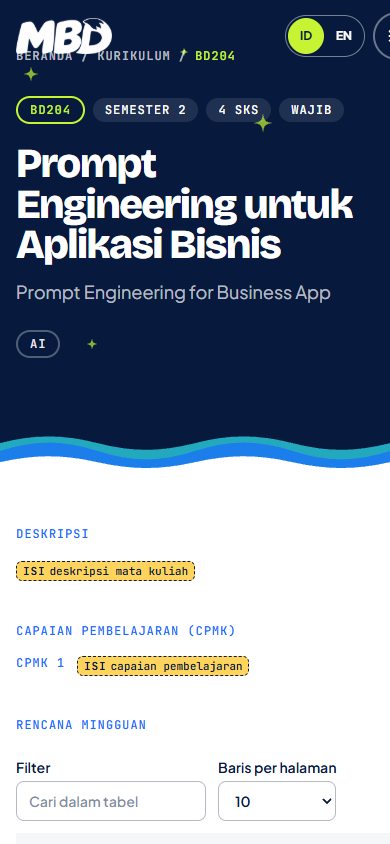 MBD
ID EN
BERANDA / KURIKULUM / BD204
BD204 SEMESTER 2 4 SKS WAJIB
Prompt
Engineering untuk
Aplikasi Bisnis
Prompt Engineering for Business App
AI
DESKRIPSI
ISI deskripsi mata kuliah
CAPAIAN PEMBELAJARAN (CPMK)
CPMK 1 ISI capaian pembelajaran
RENCANA MINGGUAN
Filter Baris per halaman
Cari dalam tabel 10